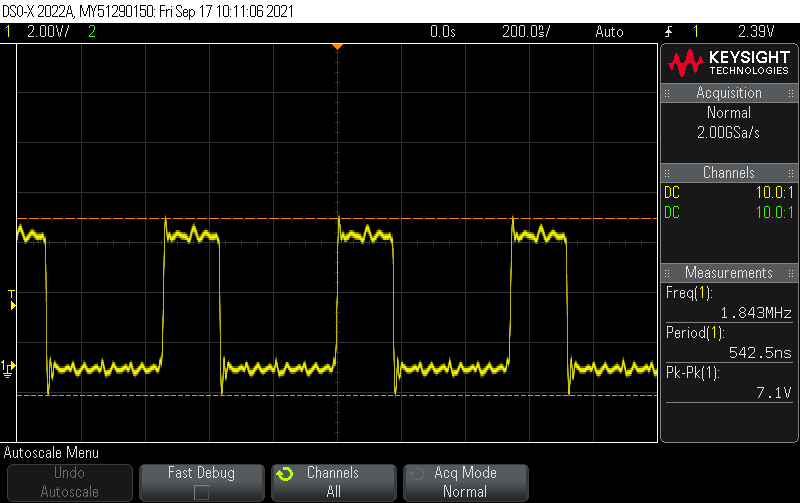 DSO-X 2022A, MY51290150: Fri Sep 17 10:11:06 2021
1 2.00V/ 2 0.0s 200.0ns/ Auto 1 2.39V
KEYSIGHT
TECHNOLOGIES
Acquisition
Normal
2.00GSa/s
Channels
DC 10.0:1
DC 10.0:1
Measurements
Freq(1):
1.843MHz
Period(1):
542.5ns
Pk-Pk(1):
7.1V
T
1
Autoscale Menu
Undo
Autoscale
Fast Debug
Channels
All
Acq Mode
Normal